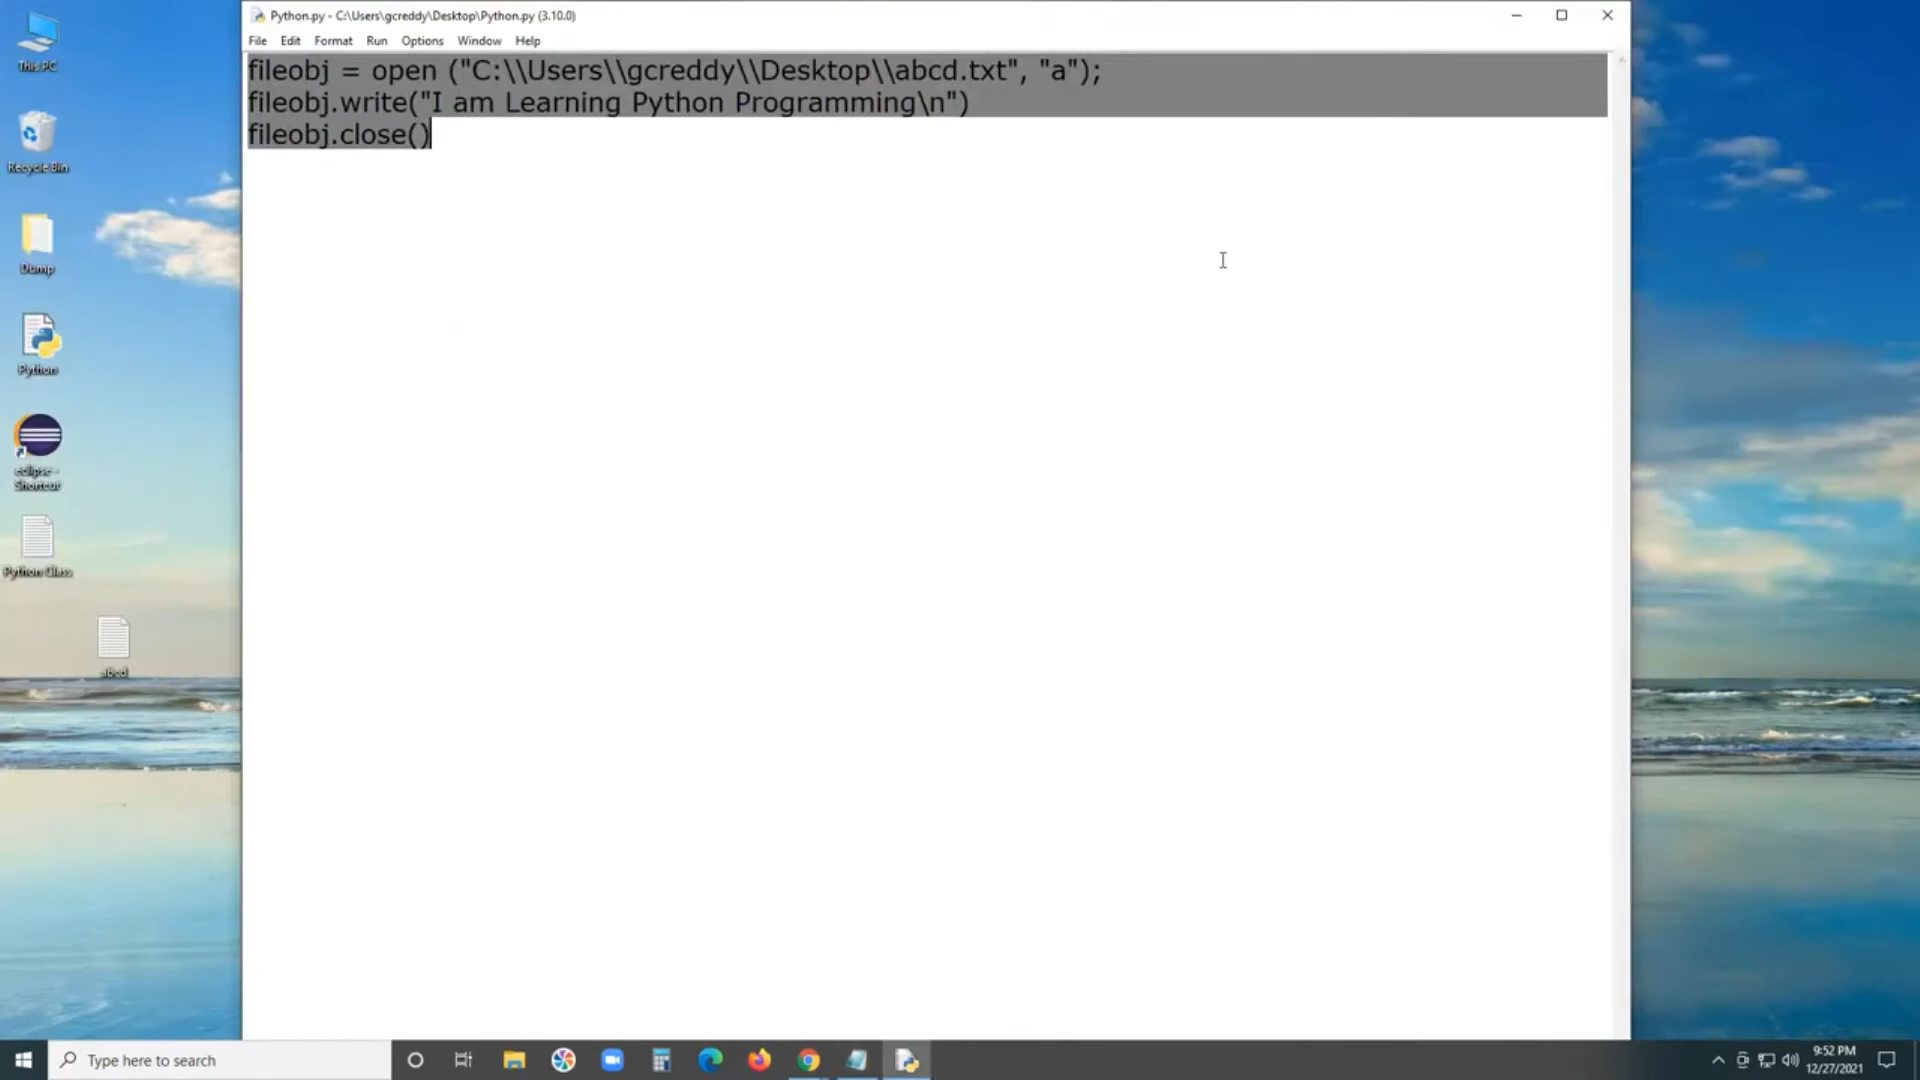 Python.py - C:\Users\gcreddy\Desktop\Python.py (3.10.0)
File Edit Format Run Options Window Help
fileobj = open ("C:\\Users\\gcreddy\\Desktop\\abcd.txt", "a");
fileobj.write("I am Learning Python Programming\n")
fileobj.close()
This PC
Recycle Bin
Dump
Python
eclipse -
Shortcut
Python Class
abcd
Type here to search
9:52 PM
12/27/2021